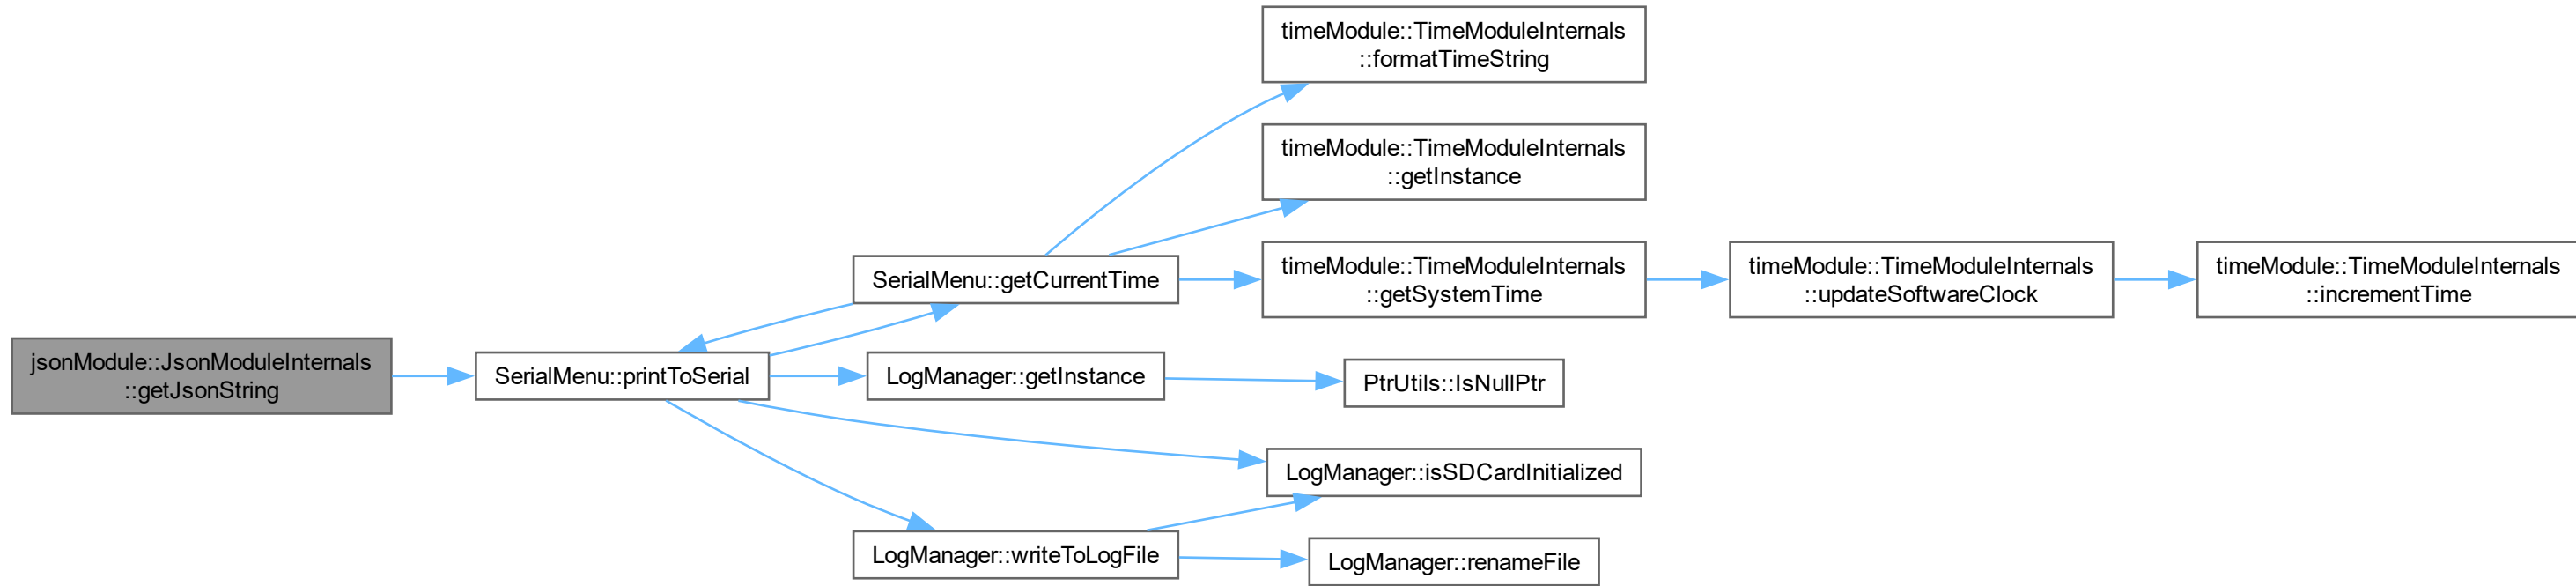 timeModule::TimeModuleInternals
::formatTimeString
timeModule::TimeModuleInternals
::getInstance
SerialMenu::getCurrentTime
timeModule::TimeModuleInternals
::getSystemTime
timeModule::TimeModuleInternals
::updateSoftwareClock
timeModule::TimeModuleInternals
::incrementTime
jsonModule::JsonModuleInternals
::getJsonString
SerialMenu::printToSerial
LogManager::getInstance
PtrUtils::IsNullPtr
LogManager::isSDCardInitialized
LogManager::writeToLogFile
LogManager::renameFile